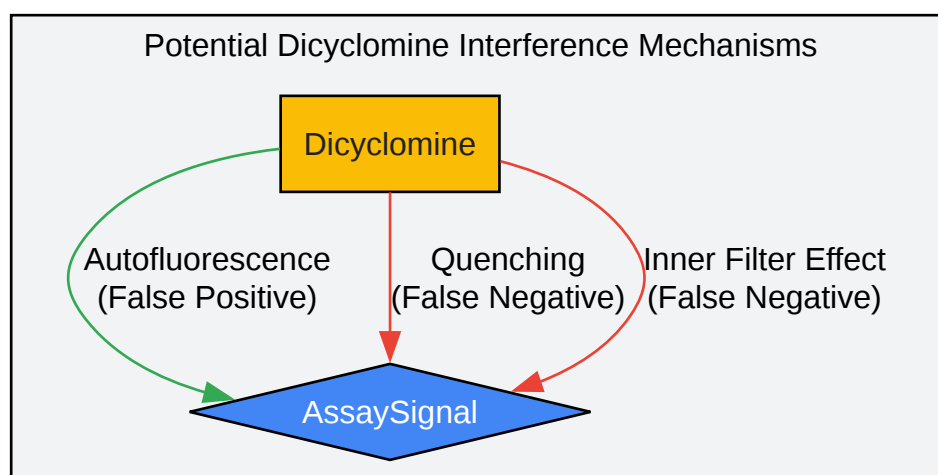 Potential Dicyclomine Interference Mechanisms
Dicyclomine
Autofluorescence
(False Positive)
Quenching
(False Negative)
Inner Filter Effect
(False Negative)
AssaySignal